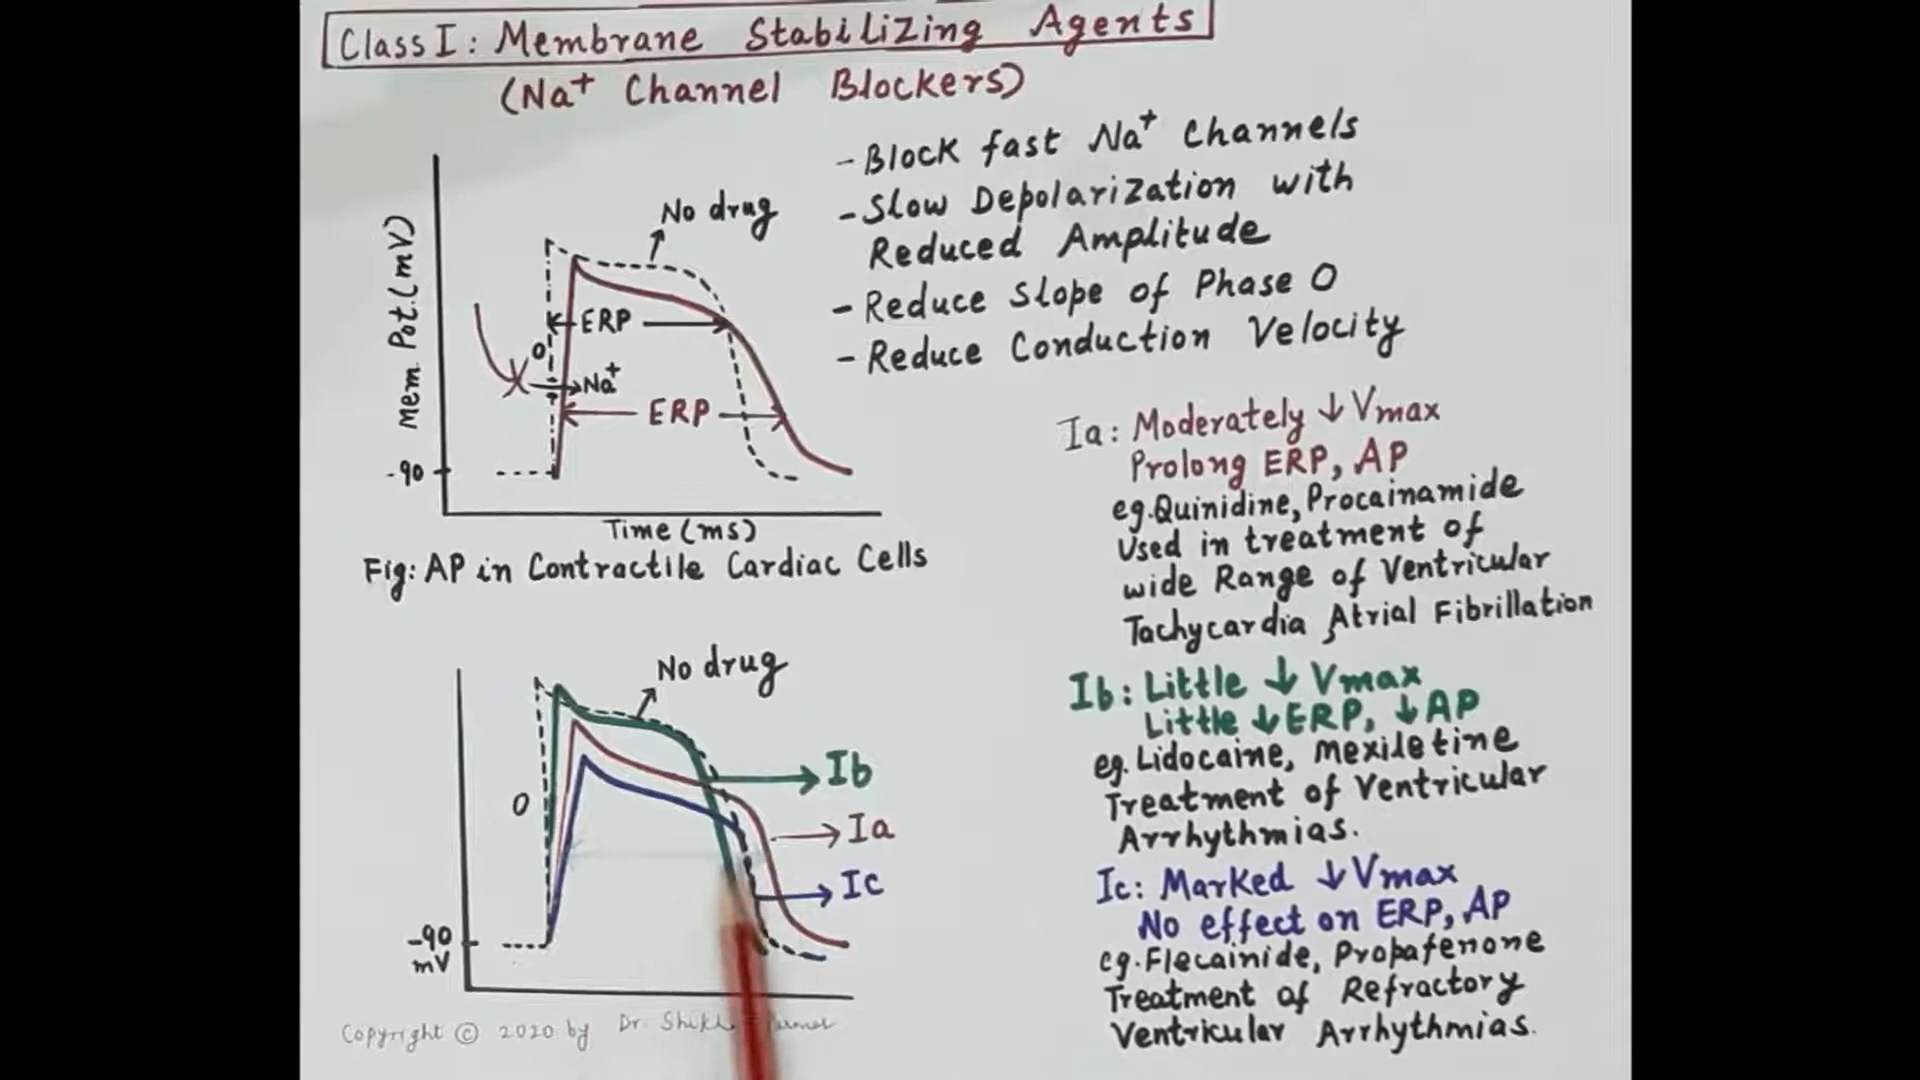 Class I: Membrane Stabilizing Agents
(Na+ Channel Blockers)
- Block fast Na+ Channels
- Slow Depolarization with
Reduced Amplitude
- Reduce Slope of Phase 0
- Reduce Conduction Velocity
Mem. Pot. (mV)
No drug
ERP
0
Na+
ERP
-90
Time (ms)
Fig: AP in Contractile Cardiac Cells
Ia: Moderately ↓ Vmax
Prolong ERP, AP
eg. Quinidine, Procainamide
Used in treatment of
wide Range of Ventricular
Tachycardia, Atrial Fibrillation
No drug
Ib
0
Ia
Ic
-90
mV
Ib: Little ↓ Vmax
Little ↓ ERP, ↓ AP
eg. Lidocaine, Mexiletine
Treatment of Ventricular
Arrhythmias.
Ic: Marked ↓ Vmax
No effect on ERP, AP
eg. Flecainide, Propafenone
Treatment of Refractory
Ventricular Arrhythmias.
Copyright © 2020 by Dr.